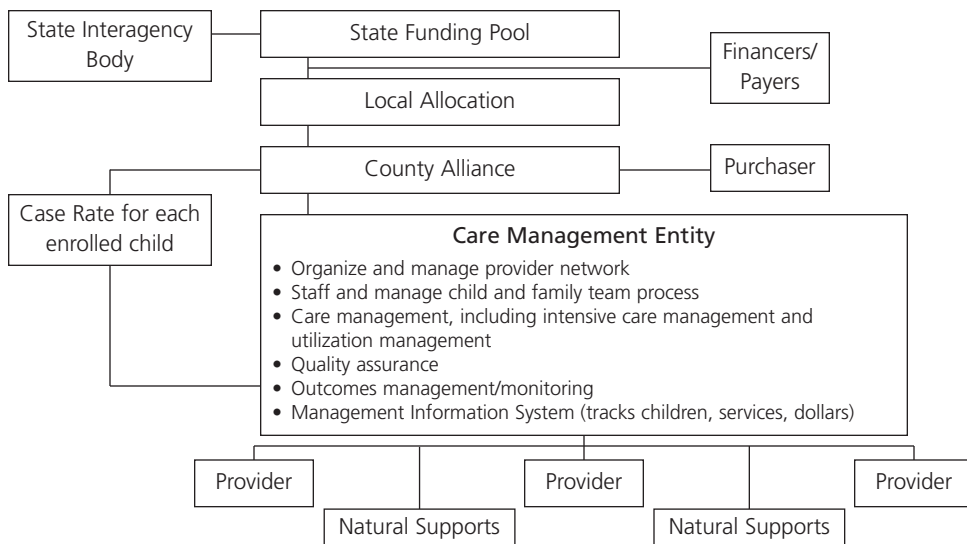 State Interagency
Body
State Funding Pool
Financers/
Payers
Local Allocation
County Alliance
Purchaser
Case Rate for each
enrolled child
Care Management Entity
• Organize and manage provider network
• Staff and manage child and family team process
• Care management, including intensive care management and
utilization management
• Quality assurance
• Outcomes management/monitoring
• Management Information System (tracks children, services, dollars)
Provider
Provider
Provider
Natural Supports
Natural Supports